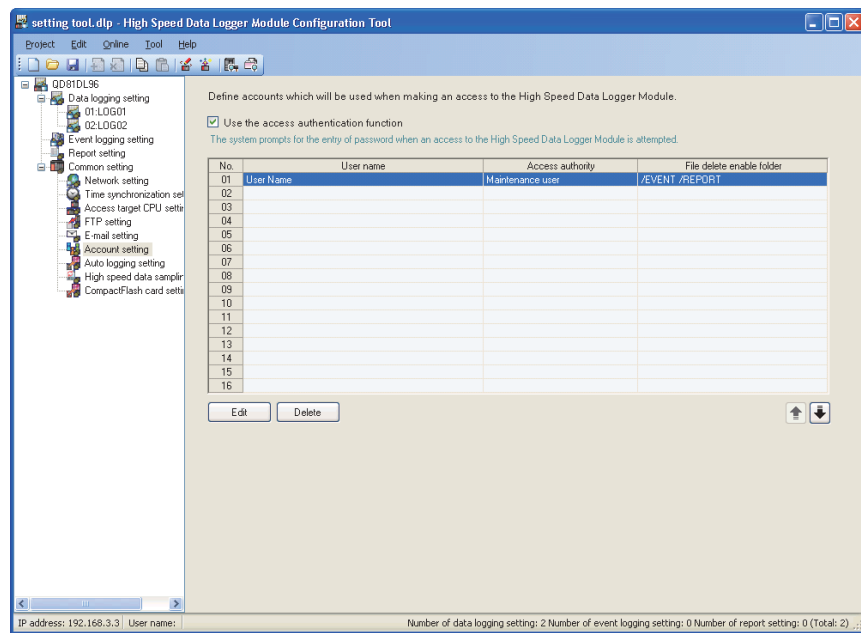 setting tool.dlp - High Speed Data Logger Module Configuration Tool
Project Edit Online Tool Help
QD81DL96
Data logging setting
01:LOG01
02:LOG02
Event logging setting
Report setting
Common setting
Network setting
Time synchronization set
Access target CPU settir
FTP setting
E-mail setting
Account setting
Auto logging setting
High speed data samplir
CompactFlash card setti
Define accounts which will be used when making an access to the High Speed Data Logger Module.
Use the access authentication function
The system prompts for the entry of password when an access to the High Speed Data Logger Module is attempted.
No. User name Access authority File delete enable folder
01 User Name Maintenance user /EVENT /REPORT
02
03
04
05
06
07
08
09
10
11
12
13
14
15
16
Edit Delete
IP address: 192.168.3.3 User name: Number of data logging setting: 2 Number of event logging setting: 0 Number of report setting: 0 (Total: 2)